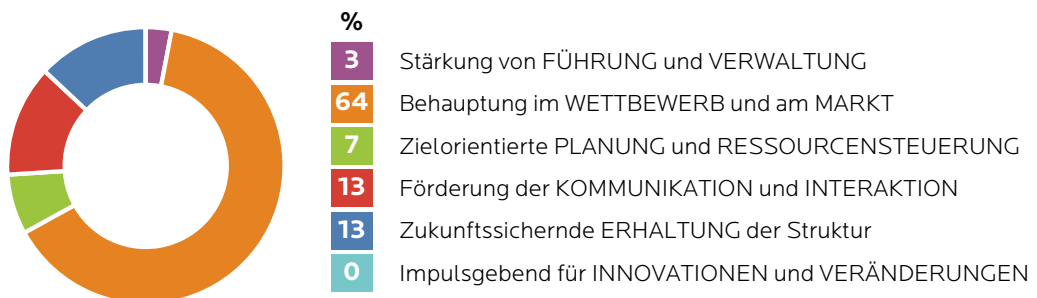 %
3 Stärkung von FÜHRUNG und VERWALTUNG
64 Behauptung im WETTBEWERB und am MARKT
7 Zielorientierte PLANUNG und RESSOURCENSTEUERUNG
13 Förderung der KOMMUNIKATION und INTERAKTION
13 Zukunftssichernde ERHALTUNG der Struktur
0 Impulsgebend für INNOVATIONEN und VERÄNDERUNGEN